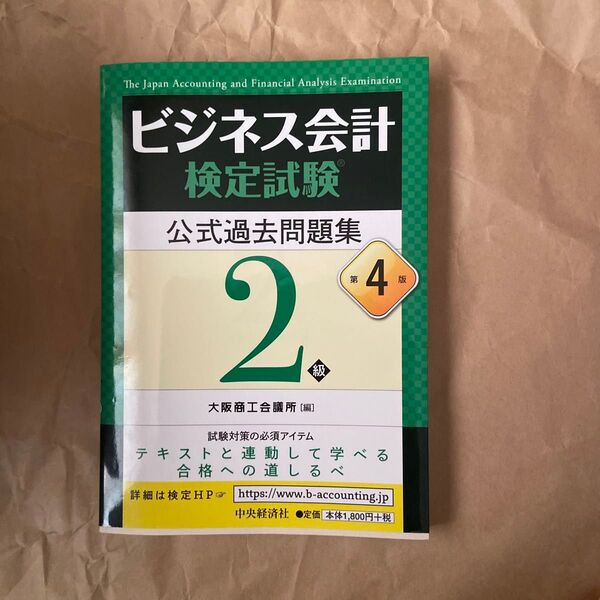 The Japan Accounting and Financial Analysis Examination
ビジネス会計
検定試験®
公式過去問題集
第4版
2級
大阪商工会議所[編]
試験対策の必須アイテム
テキストと連動して学べる
合格への道しるべ
詳細は検定HP☞ https://www.b-accounting.jp
中央経済社 ●定価 本体1,800円+税